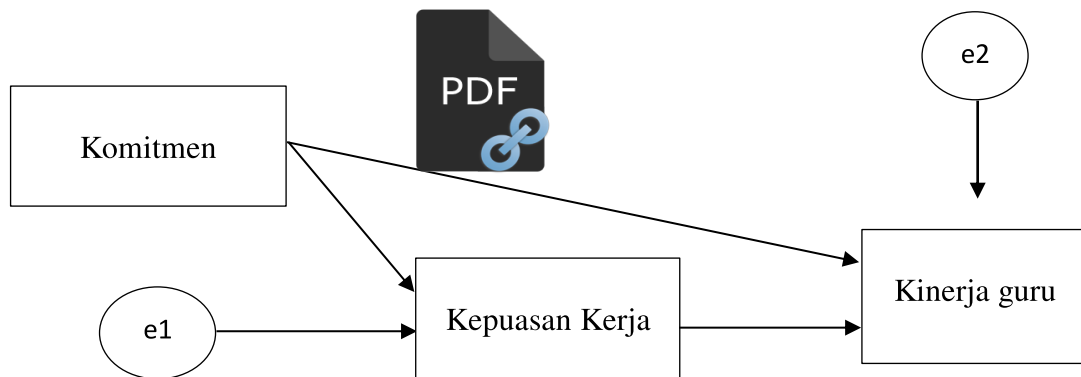 PDF
e2
Komitmen
Kinerja guru
Kepuasan Kerja
e1